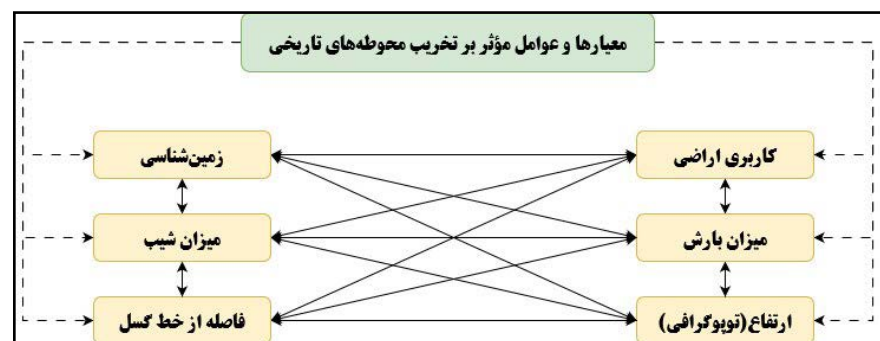 معیارها و عوامل مؤثر بر تخریب محوطه‌های تاریخی
کاربری اراضی
زمین‌شناسی
میزان بارش
میزان شیب
ارتفاع(توپوگرافی)
فاصله از خط گسل